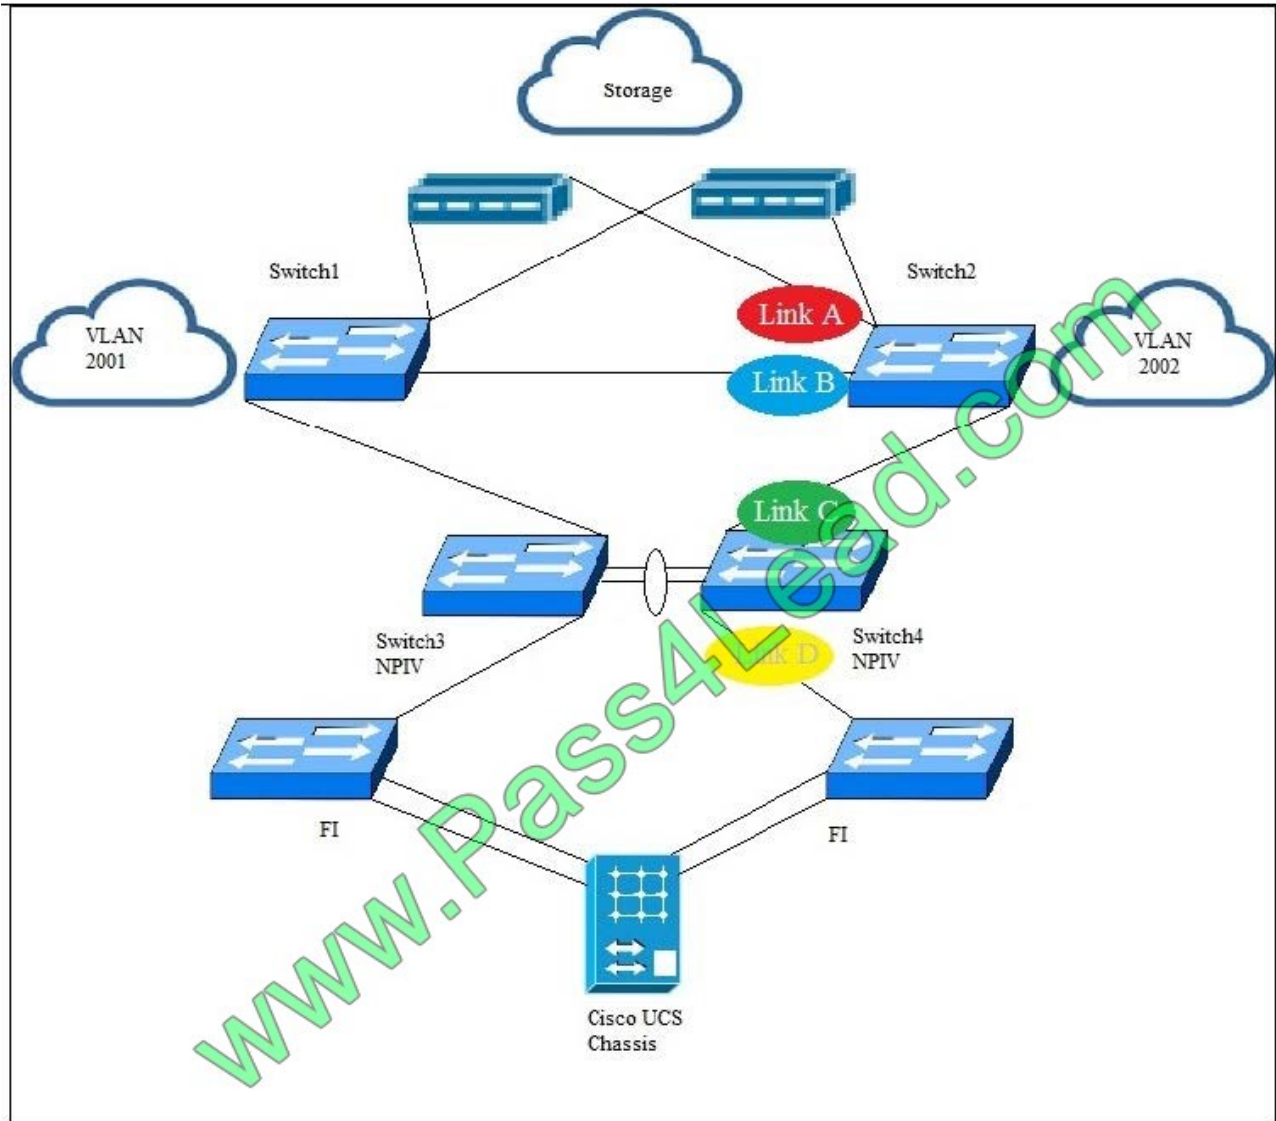 Storage
Switch1
Switch2
Link A
VLAN
2001
VLAN
2002
Link B
Link C
Switch3
NPIV
Link D
Switch4
NPIV
FI
FI
Cisco UCS
Chassis
www.Pass4Lead.com